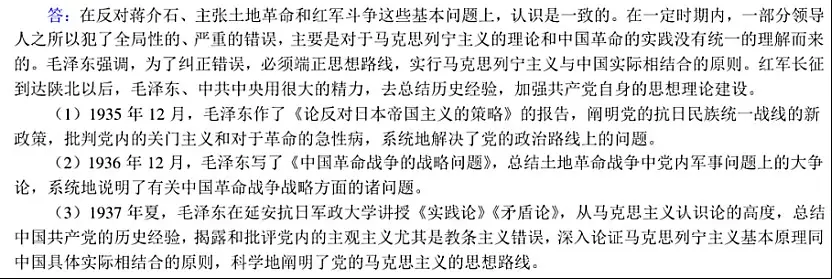 答：在反对蒋介石、主张土地革命和红军斗争这些基本问题上，认识是一致的。在一定时期内，一部分领导
人之所以犯了全局性的、严重的错误，主要是对于马克思列宁主义的理论和中国革命的实践没有统一的理解而来
的。毛泽东强调，为了纠正错误，必须端正思想路线，实行马克思列宁主义与中国实际相结合的原则。红军长征
到达陕北以后，毛泽东、中共中央用很大的精力，去总结历史经验，加强共产党自身的思想理论建设。
（1）1935 年 12 月，毛泽东作了《论反对日本帝国主义的策略》的报告，阐明党的抗日民族统一战线的新
政策，批判党内的关门主义和对于革命的急性病，系统地解决了党的政治路线上的问题。
（2）1936 年 12 月，毛泽东写了《中国革命战争的战略问题》，总结土地革命战争中党内军事问题上的大争
论，系统地说明了有关中国革命战争战略方面的诸问题。
（3）1937 年夏，毛泽东在延安抗日军政大学讲授《实践论》《矛盾论》，从马克思主义认识论的高度，总结
中国共产党的历史经验，揭露和批评党内的主观主义尤其是教条主义错误，深入论证马克思列宁主义基本原理同
中国具体实际相结合的原则，科学地阐明了党的马克思主义的思想路线。